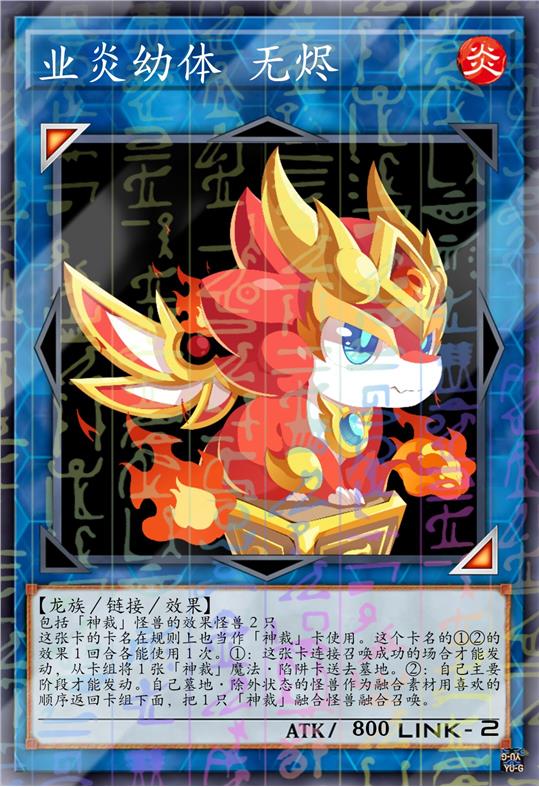 业炎幼体 无烬
炎
【龙族／链接／效果】
包括「神裁」怪兽的效果怪兽2只
这张卡的卡名在规则上也当作「神裁」卡使用。这个卡名的①②的
效果1回合各能使用1次。①：这张卡连接召唤成功的场合才能发
动，从卡组将1张「神裁」魔法·陷阱卡送去墓地。②：自己主要
阶段才能发动。自己墓地·除外状态的怪兽作为融合素材用喜欢的
顺序返回卡组下面，把1只「神裁」融合怪兽融合召唤。
ATK/ 800 LINK-2
YU-G